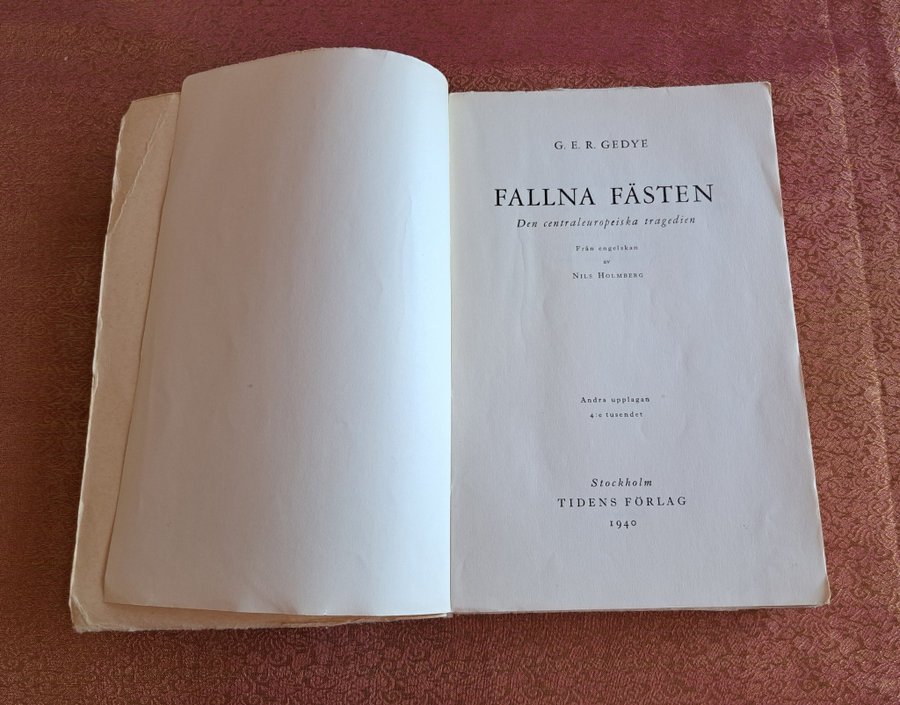 G. E. R. GEDYE
FALLNA FÄSTEN
Den centraleuropeiska tragedien
Från engelskan
av
NILS HOLMBERG
Andra upplagan
4:e tusendet
Stockholm
TIDENS FÖRLAG
1940